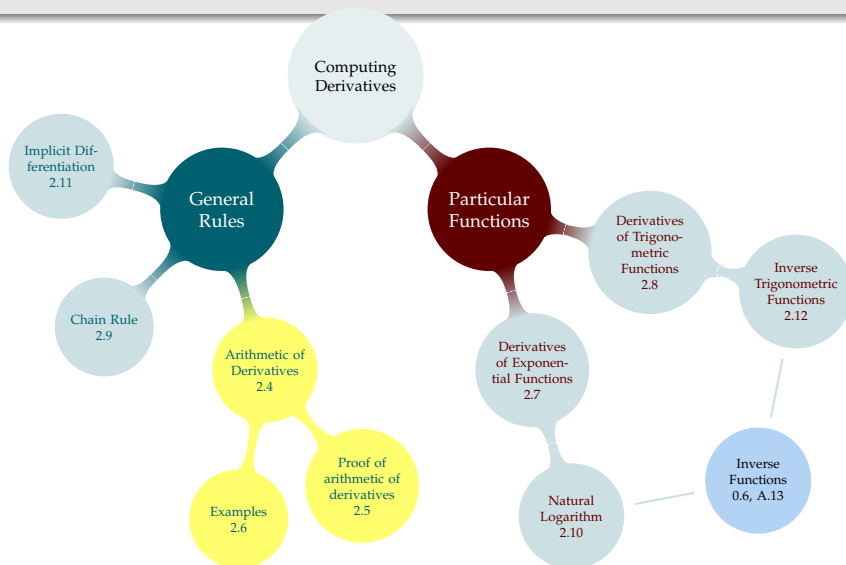 Computing
Derivatives
General
Rules
Particular
Functions
Implicit Dif-
ferentiation
2.11
Chain Rule
2.9
Arithmetic of
Derivatives
2.4
Examples
2.6
Proof of
arithmetic of
derivatives
2.5
Derivatives
of Trigono-
metric
Functions
2.8
Inverse
Trigonometric
Functions
2.12
Derivatives
of Exponen-
tial Functions
2.7
Natural
Logarithm
2.10
Inverse
Functions
0.6, A.13